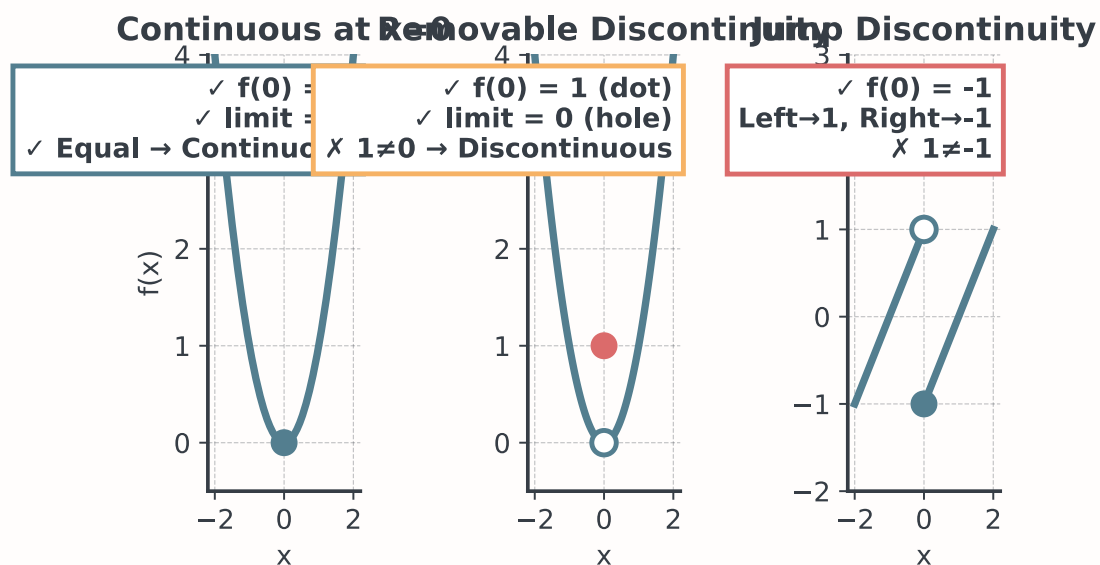 Continuous at x=0
Removable Discontinuity
Jump Discontinuity
✓ f(0) =
✓ limit =
✓ Equal → Continuo
✓ f(0) = 1 (dot)
✓ limit = 0 (hole)
✗ 1≠0 → Discontinuous
✓ f(0) = -1
Left→1, Right→-1
✗ 1≠-1
f(x)
4
2
1
0
−2 0 2
x
4
2
1
0
−2 0 2
x
3
1
0
−1
−2
−2 0 2
x